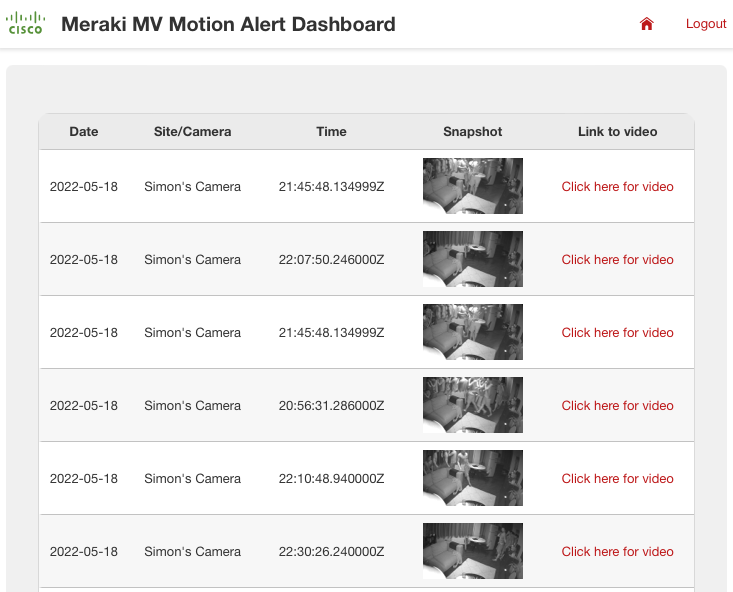 CISCO Meraki MV Motion Alert Dashboard Logout
Date Site/Camera Time Snapshot Link to video
2022-05-18 Simon's Camera 21:45:48.134999Z Click here for video
2022-05-18 Simon's Camera 22:07:50.246000Z Click here for video
2022-05-18 Simon's Camera 21:45:48.134999Z Click here for video
2022-05-18 Simon's Camera 20:56:31.286000Z Click here for video
2022-05-18 Simon's Camera 22:10:48.940000Z Click here for video
2022-05-18 Simon's Camera 22:30:26.240000Z Click here for video